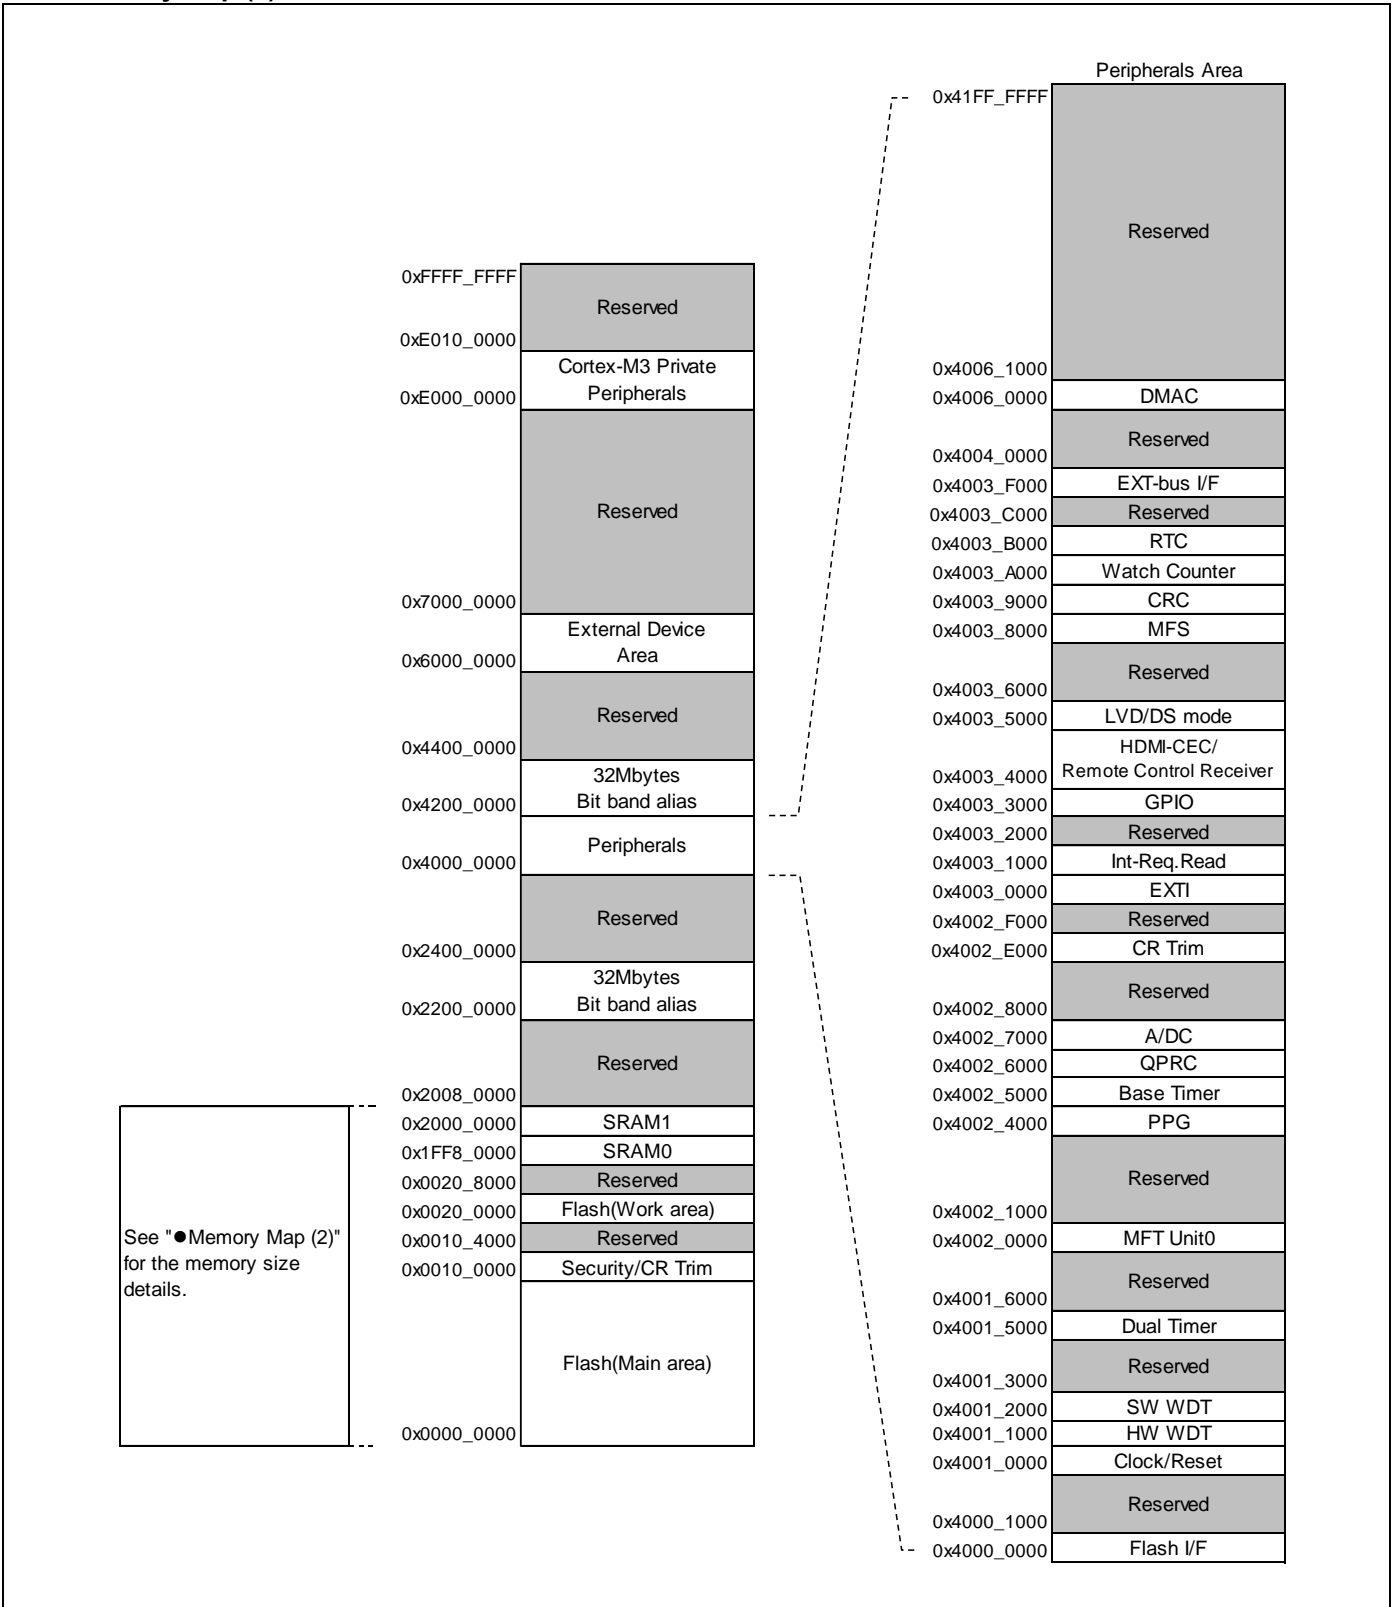 Peripherals Area
0x41FF_FFFF
Reserved
0x4006_1000
0x4006_0000 DMAC
Reserved
0x4004_0000
0x4003_F000 EXT-bus I/F
0x4003_C000 Reserved
0x4003_B000 RTC
0x4003_A000 Watch Counter
0x4003_9000 CRC
0x4003_8000 MFS
Reserved
0x4003_6000
0x4003_5000 LVD/DS mode
HDMI-CEC/
0x4003_4000 Remote Control Receiver
0x4003_3000 GPIO
0x4003_2000 Reserved
0x4003_1000 Int-Req.Read
0x4003_0000 EXTI
0x4002_F000 Reserved
0x4002_E000 CR Trim
Reserved
0x4002_8000
0x4002_7000 A/DC
0x4002_6000 QPRC
0x4002_5000 Base Timer
0x4002_4000 PPG
Reserved
0x4002_1000
0x4002_0000 MFT Unit0
Reserved
0x4001_6000
0x4001_5000 Dual Timer
Reserved
0x4001_3000
0x4001_2000 SW WDT
0x4001_1000 HW WDT
0x4001_0000 Clock/Reset
Reserved
0x4000_1000
0x4000_0000 Flash I/F
0xFFFF_FFFF
Reserved
0xE010_0000
Cortex-M3 Private
0xE000_0000 Peripherals
Reserved
0x7000_0000
External Device
0x6000_0000 Area
Reserved
0x4400_0000
32Mbytes
0x4200_0000 Bit band alias
Peripherals
0x4000_0000
Reserved
0x2400_0000
32Mbytes
0x2200_0000 Bit band alias
Reserved
0x2008_0000
0x2000_0000 SRAM1
0x1FF8_0000 SRAM0
0x0020_8000 Reserved
0x0020_0000 Flash(Work area)
0x0010_4000 Reserved
0x0010_0000 Security/CR Trim
Flash(Main area)
0x0000_0000
See "●Memory Map (2)"
for the memory size
details.